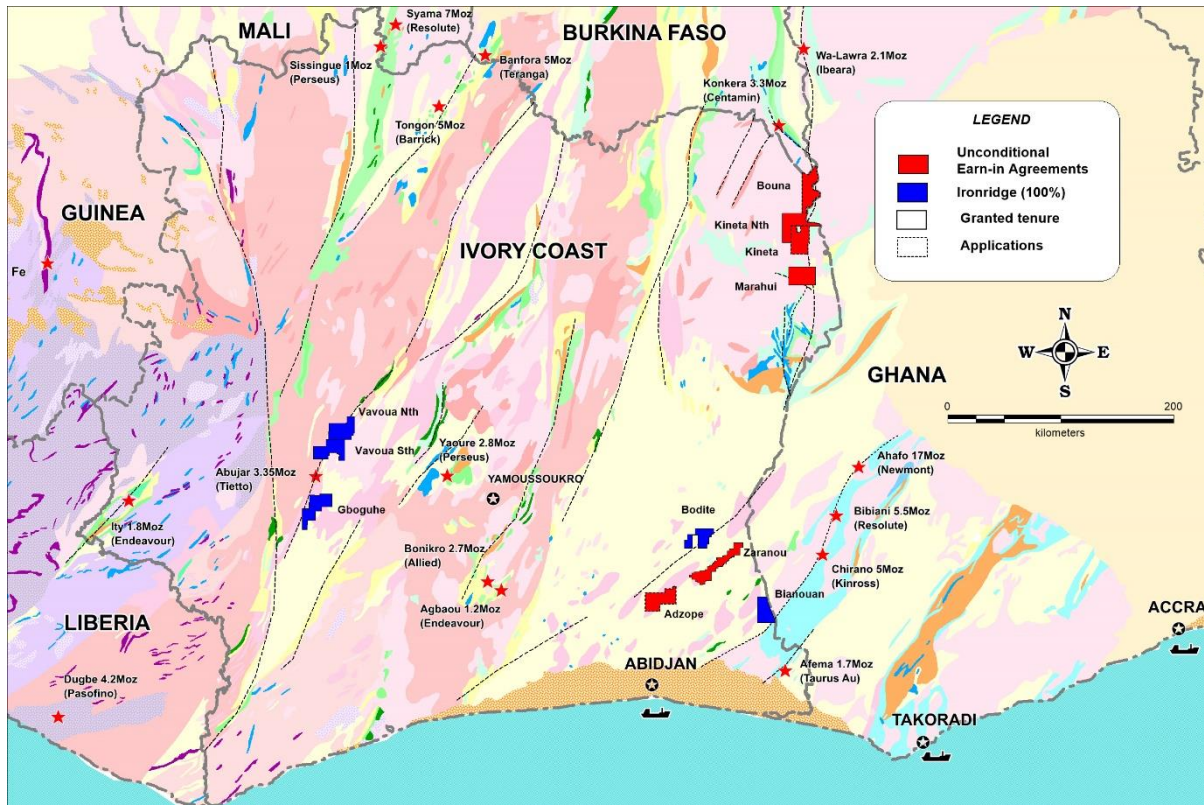 MALI
Syama 7Moz
(Resolute)
BURKINA FASO
Sissingue 1Moz
(Perseus)
Banfora 5Moz
(Teranga)
Wa-Lawra 2.1Moz
(Ibeara)
Konkera 3.3Moz
(Centamin)
Tongon 5Moz
(Barrick)
LEGEND
Unconditional
Earn-in Agreements
Ironridge (100%)
Granted tenure
Applications
Bouna
GUINEA
Kineta Nth
IVORY COAST
Kineta
Fe
Marahui
N
W
E
S
GHANA
0
200
kilometers
Vavoua Nth
Vavoua Sth
Yaoure 2.8Moz
(Perseus)
Abujar 3.35Moz
(Tietto)
YAMOUSSOUKRO
Ahafo 17Moz
(Newmont)
Gboguhe
Ity 1.8Moz
(Endeavour)
Bodite
Bibiani 5.5Moz
(Resolute)
Bonikro 2.7Moz
(Allied)
Zaranou
Chirano 5Moz
(Kinross)
Agbaou 1.2Moz
(Endeavour)
Adzope
Blanouan
LIBERIA
ACCRA
Dugbe 4.2Moz
(Pasofino)
ABIDJAN
Afema 1.7Moz
(Taurus Au)
TAKORADI